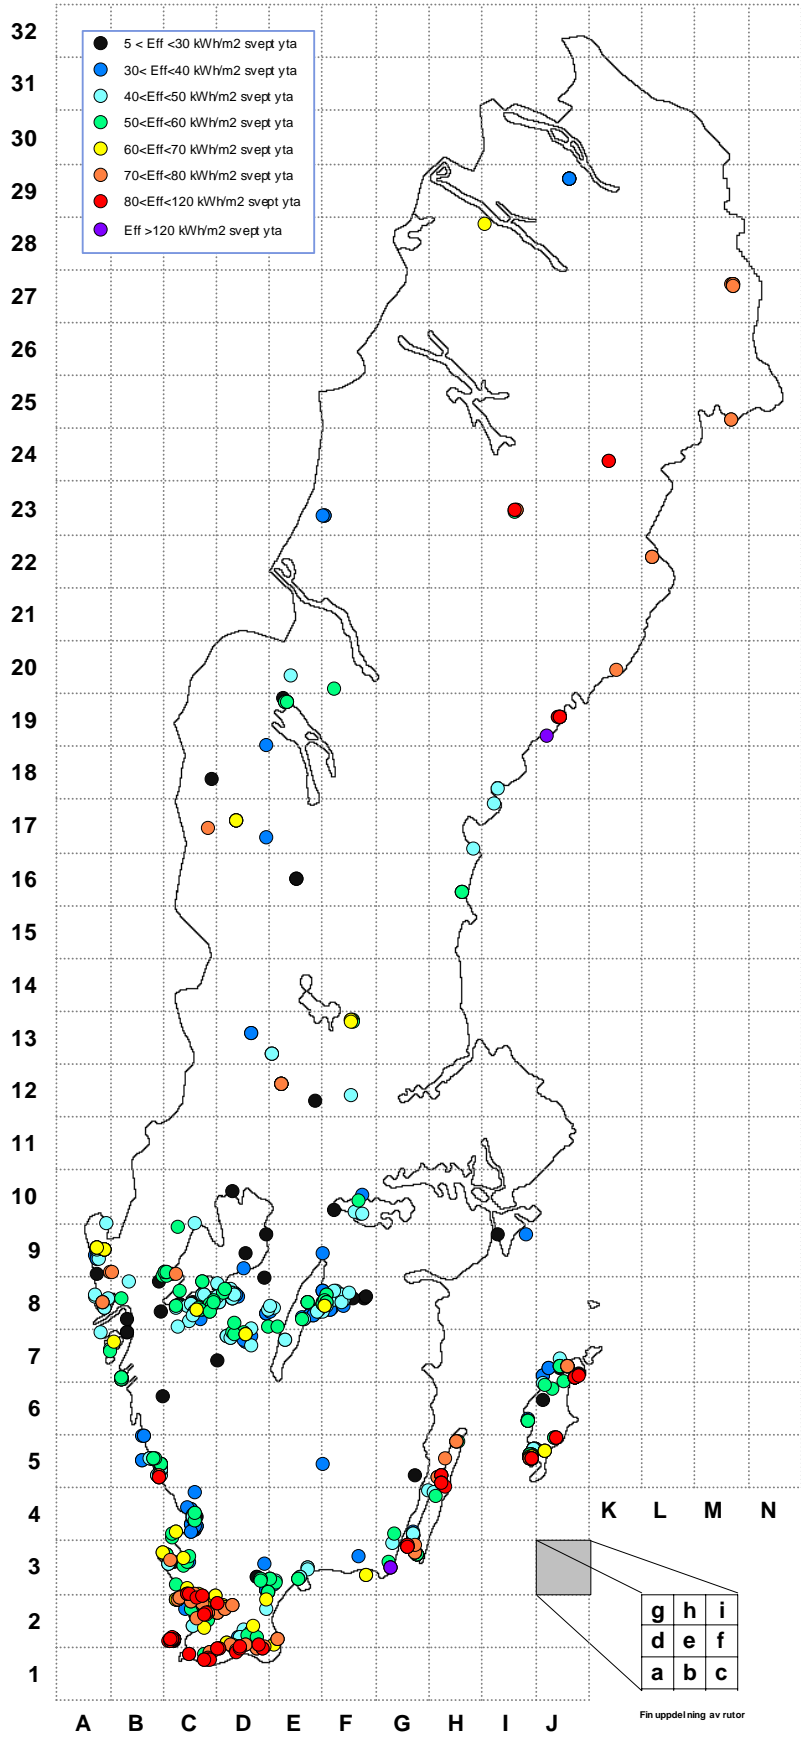 32
5 < Eff <30 kWh/m2 svept yta
30< Eff<40 kWh/m2 svept yta
40<Eff<50 kWh/m2 svept yta
50<Eff<60 kWh/m2 svept yta
60<Eff<70 kWh/m2 svept yta
70<Eff<80 kWh/m2 svept yta
80<Eff<120 kWh/m2 svept yta
Eff >120 kWh/m2 svept yta
31
30
29
28
27
26
25
24
23
22
21
20
19
18
17
16
15
14
13
12
11
10
9
8
7
6
5
4
K L M N
3
g h i
d e f
a b c
2
1
Finuppdelning av rutor
A B C D E F G H I J